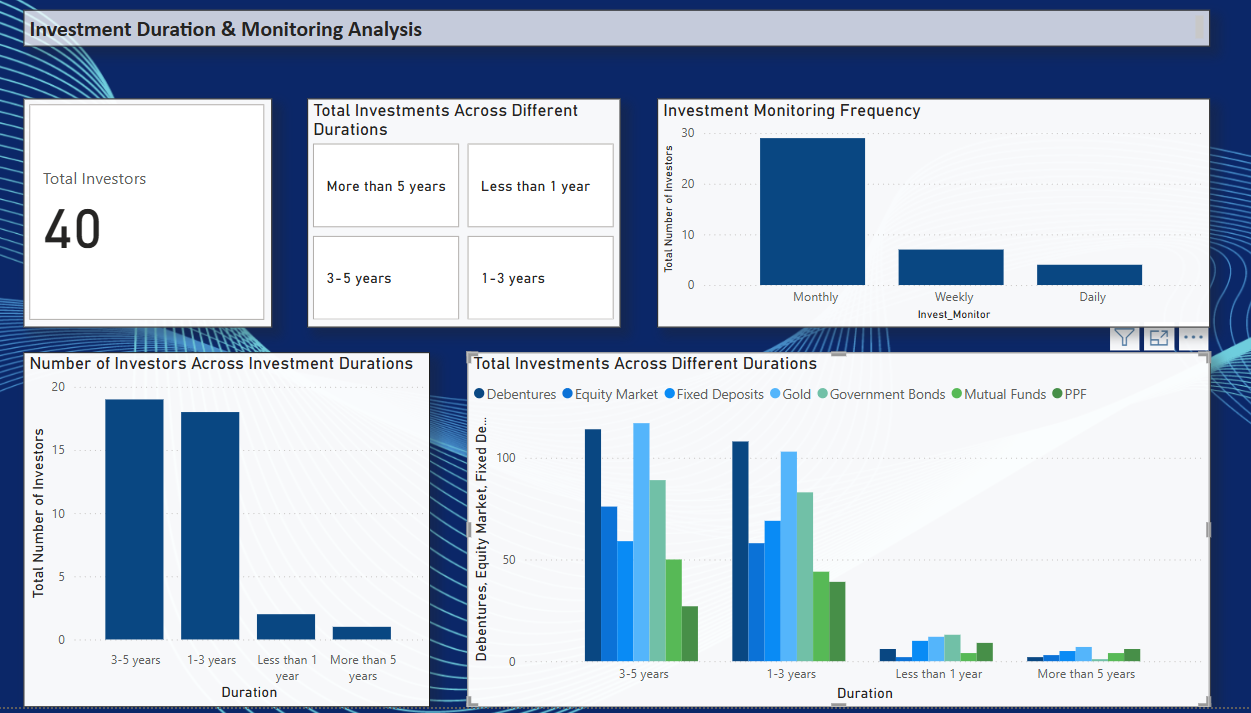 Investment Duration & Monitoring Analysis
Total Investors
40
Total Investments Across Different
Durations
More than 5 years
Less than 1 year
3-5 years
1-3 years
Investment Monitoring Frequency
Total Number of Investors
30
20
10
0
Monthly
Weekly
Daily
Invest_Monitor
Number of Investors Across Investment Durations
Total Number of Investors
20
15
10
5
0
3-5 years
1-3 years
Less than 1
year
More than 5
years
Duration
Total Investments Across Different Durations
Debentures Equity Market Fixed Deposits Gold Government Bonds Mutual Funds PPF
Debentures, Equity Market, Fixed De...
100
50
0
3-5 years
1-3 years
Less than 1 year
More than 5 years
Duration